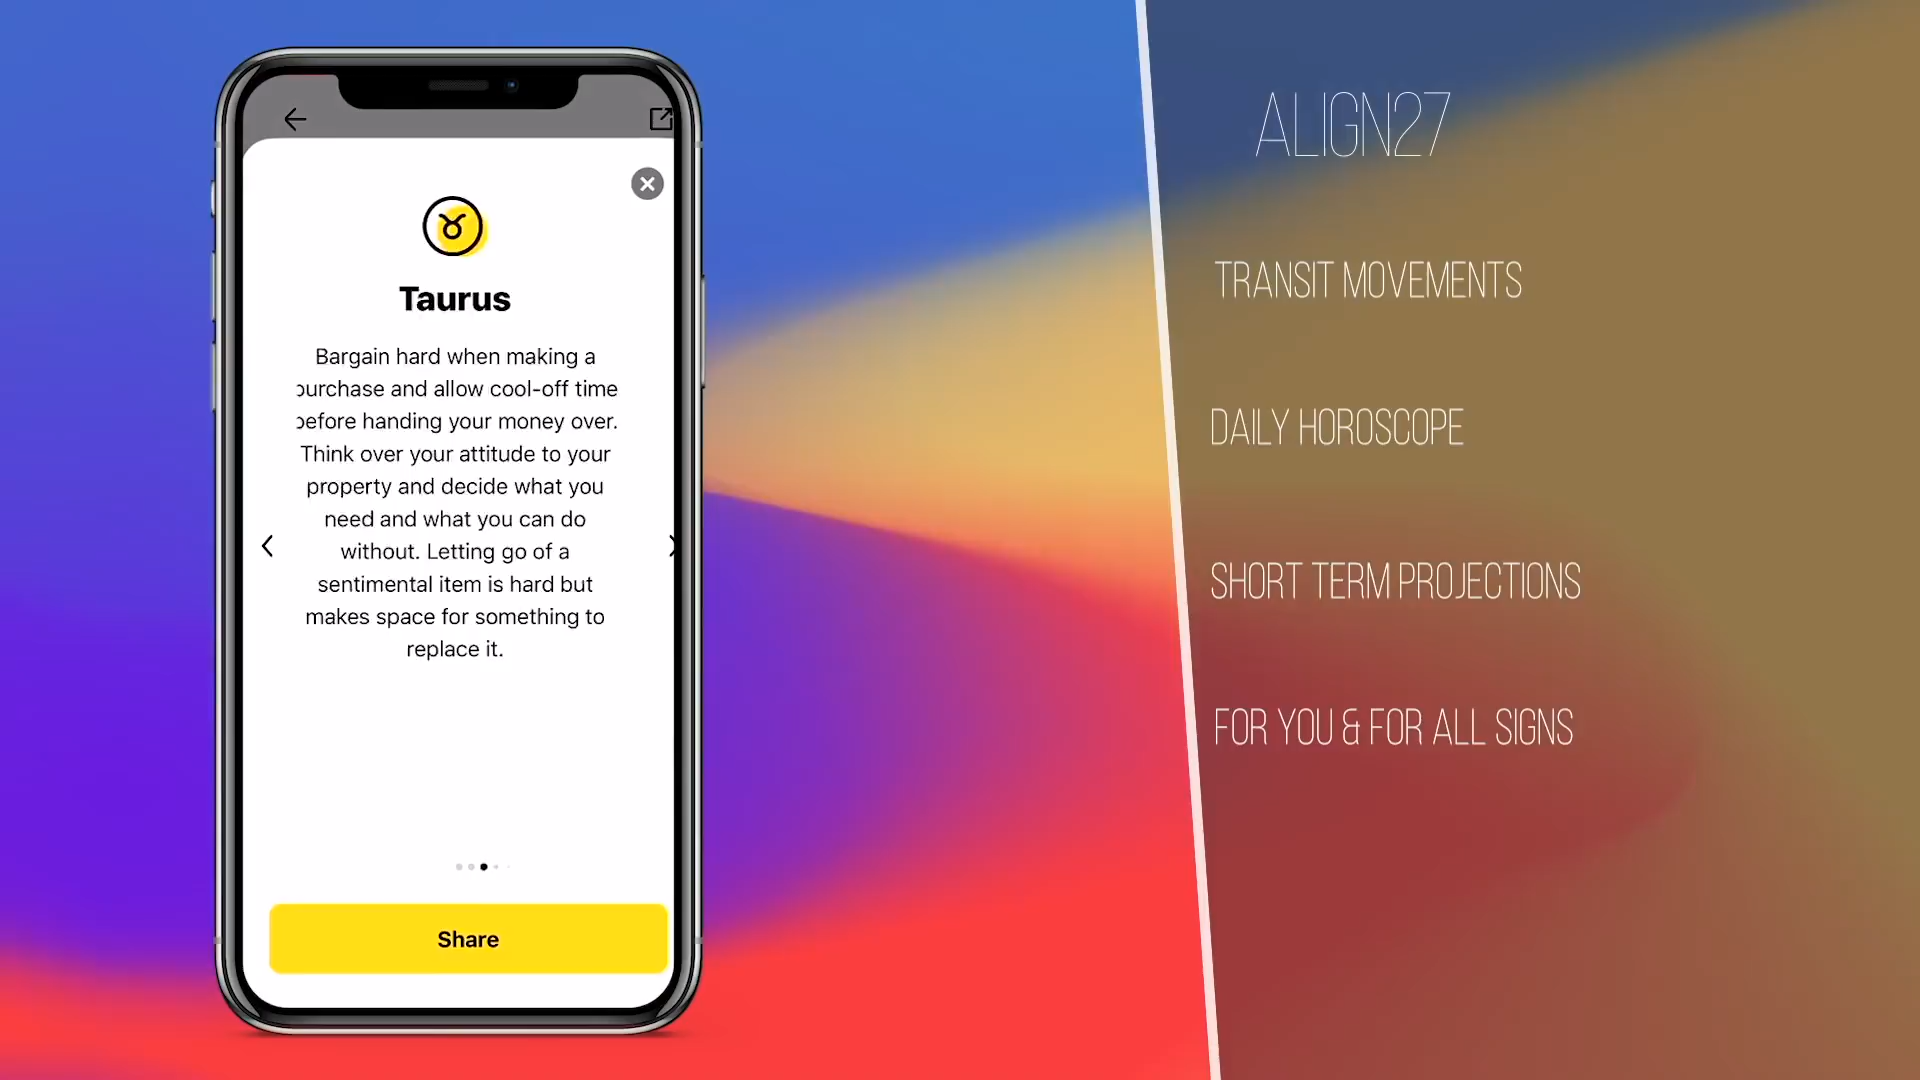 Taurus
Bargain hard when making a
purchase and allow cool-off time
before handing your money over.
Think over your attitude to your
property and decide what you
need and what you can do
without. Letting go of a
sentimental item is hard but
makes space for something to
replace it.
Share
ALIGN27
TRANSIT MOVEMENTS
DAILY HOROSCOPE
SHORT TERM PROJECTIONS
FOR YOU & FOR ALL SIGNS